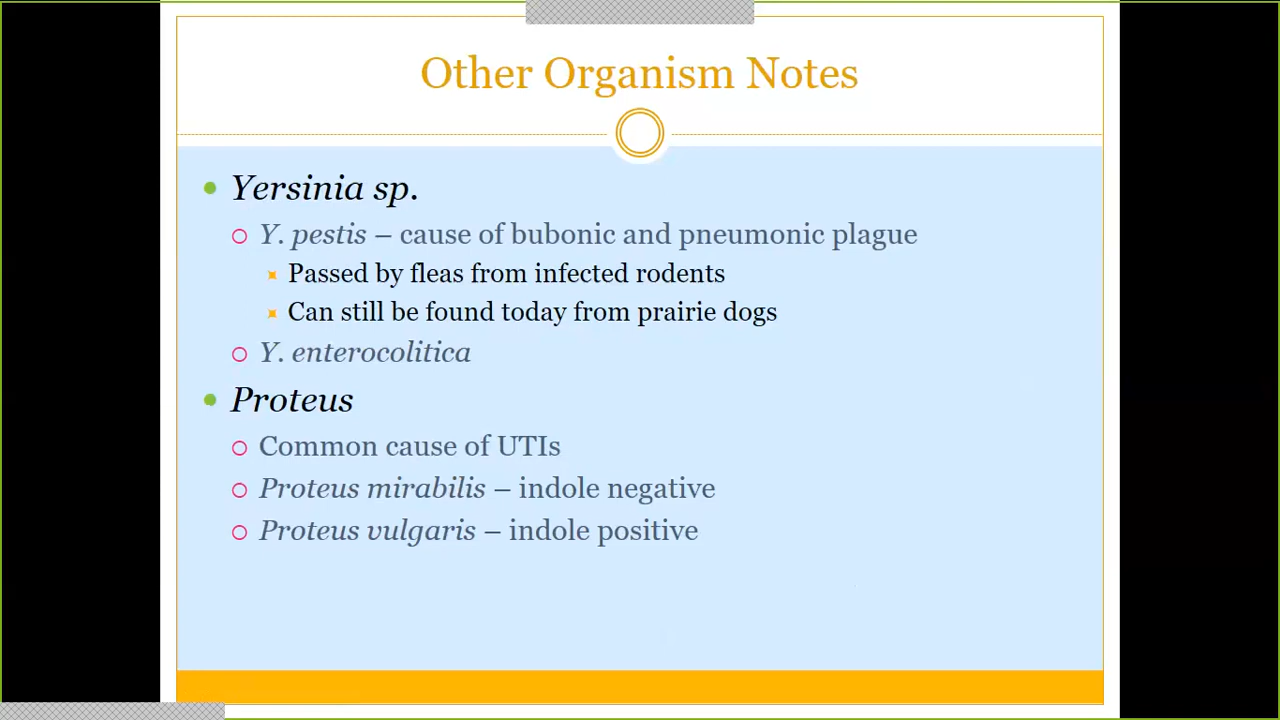 Other Organism Notes
Yersinia sp.
Y. pestis – cause of bubonic and pneumonic plague
Passed by fleas from infected rodents
Can still be found today from prairie dogs
Y. enterocolitica
Proteus
Common cause of UTIs
Proteus mirabilis – indole negative
Proteus vulgaris – indole positive